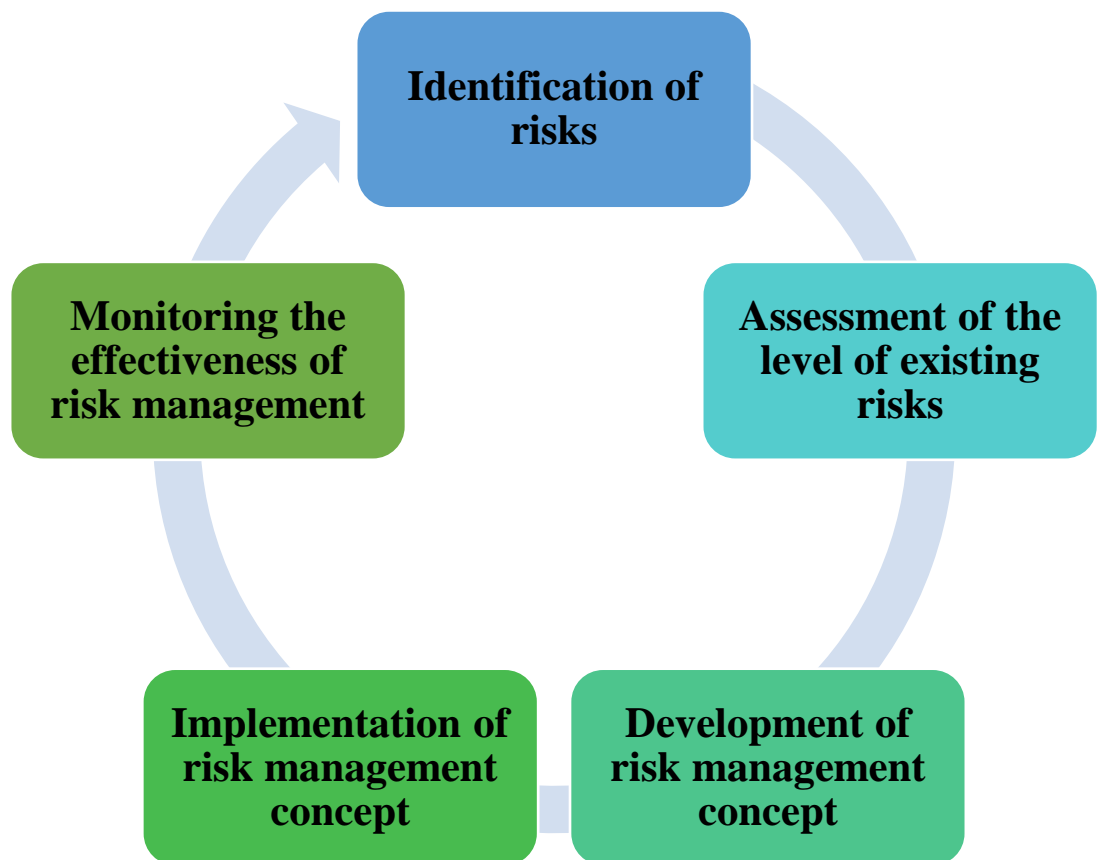 Identification of
risks
Assessment of the
level of existing
risks
Development of
risk management
concept
Implementation of
risk management
concept
Monitoring the
effectiveness of
risk management